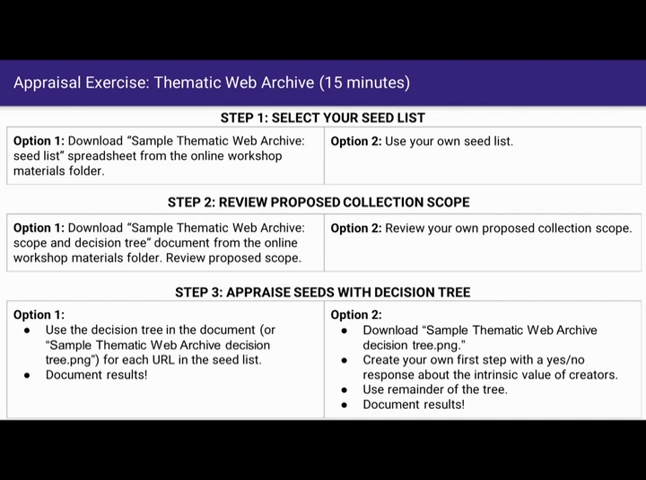 Appraisal Exercise: Thematic Web Archive (15 minutes)
STEP 1: SELECT YOUR SEED LIST
Option 1: Download “Sample Thematic Web Archive:
seed list” spreadsheet from the online workshop
materials folder.
Option 2: Use your own seed list.
STEP 2: REVIEW PROPOSED COLLECTION SCOPE
Option 1: Download “Sample Thematic Web Archive:
scope and decision tree” document from the online
workshop materials folder. Review proposed scope.
Option 2: Review your own proposed collection scope.
STEP 3: APPRAISE SEEDS WITH DECISION TREE
Option 1:
● Use the decision tree in the document (or
“Sample Thematic Web Archive decision
tree.png”) for each URL in the seed list.
● Document results!
Option 2:
● Download “Sample Thematic Web Archive
decision tree.png.”
● Create your own first step with a yes/no
response about the intrinsic value of creators.
● Use remainder of the tree.
● Document results!